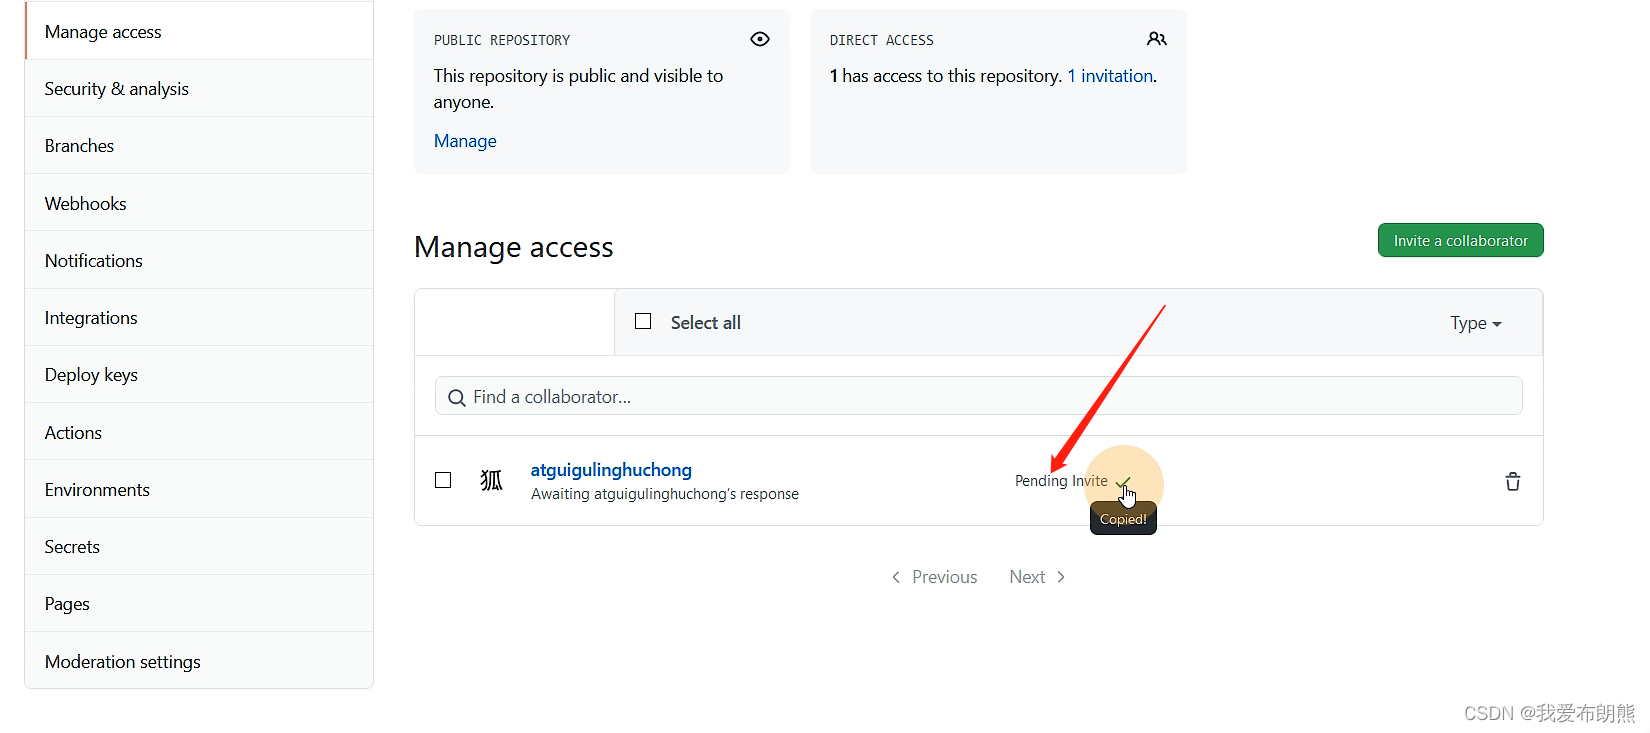 Manage access
Security & analysis
Branches
Webhooks
Notifications
Integrations
Deploy keys
Actions
Environments
Secrets
Pages
Moderation settings
PUBLIC REPOSITORY
This repository is public and visible to
anyone.
Manage
DIRECT ACCESS
1 has access to this repository. 1 invitation.
Manage access
Invite a collaborator
Select all
Type
Find a collaborator...
狐
atguigulinghuchong
Awaiting atguigulinghuchong's response
Pending Invite
Copied!
Previous
Next
CSDN @我爱布朗熊